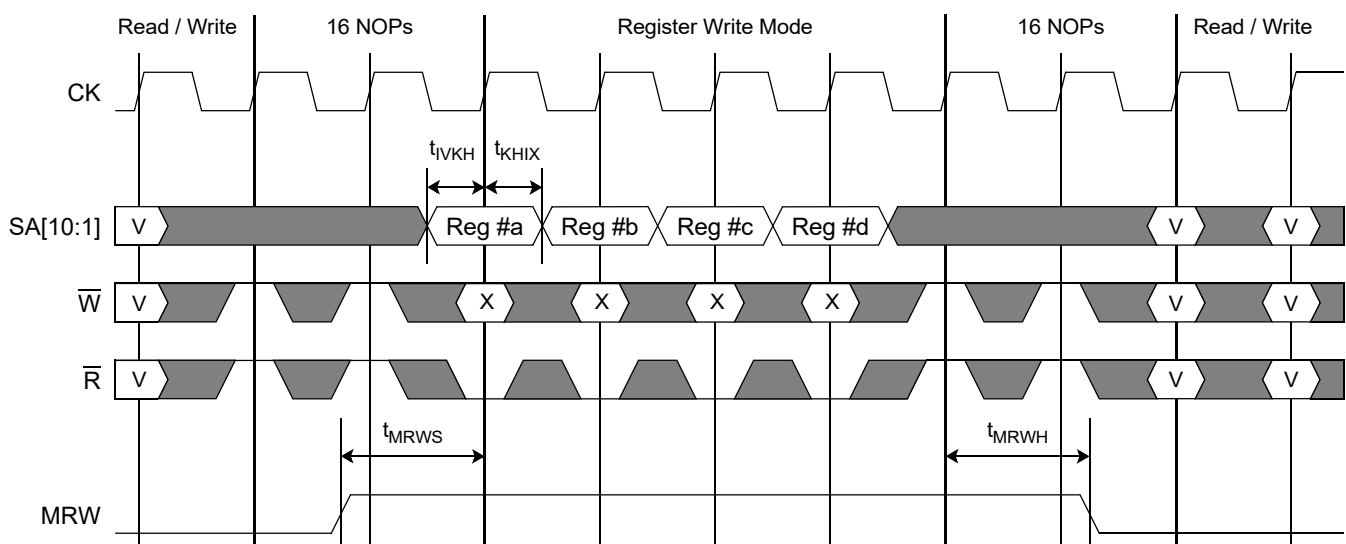 Read / Write 16 NOPs Register Write Mode 16 NOPs Read / Write
CK
tIVKH tKHIX
SA[10:1] V Reg #a Reg #b Reg #c Reg #d V V
W̅ V X X X X V V
R̅ V V V
tMRWS tMRWH
MRW